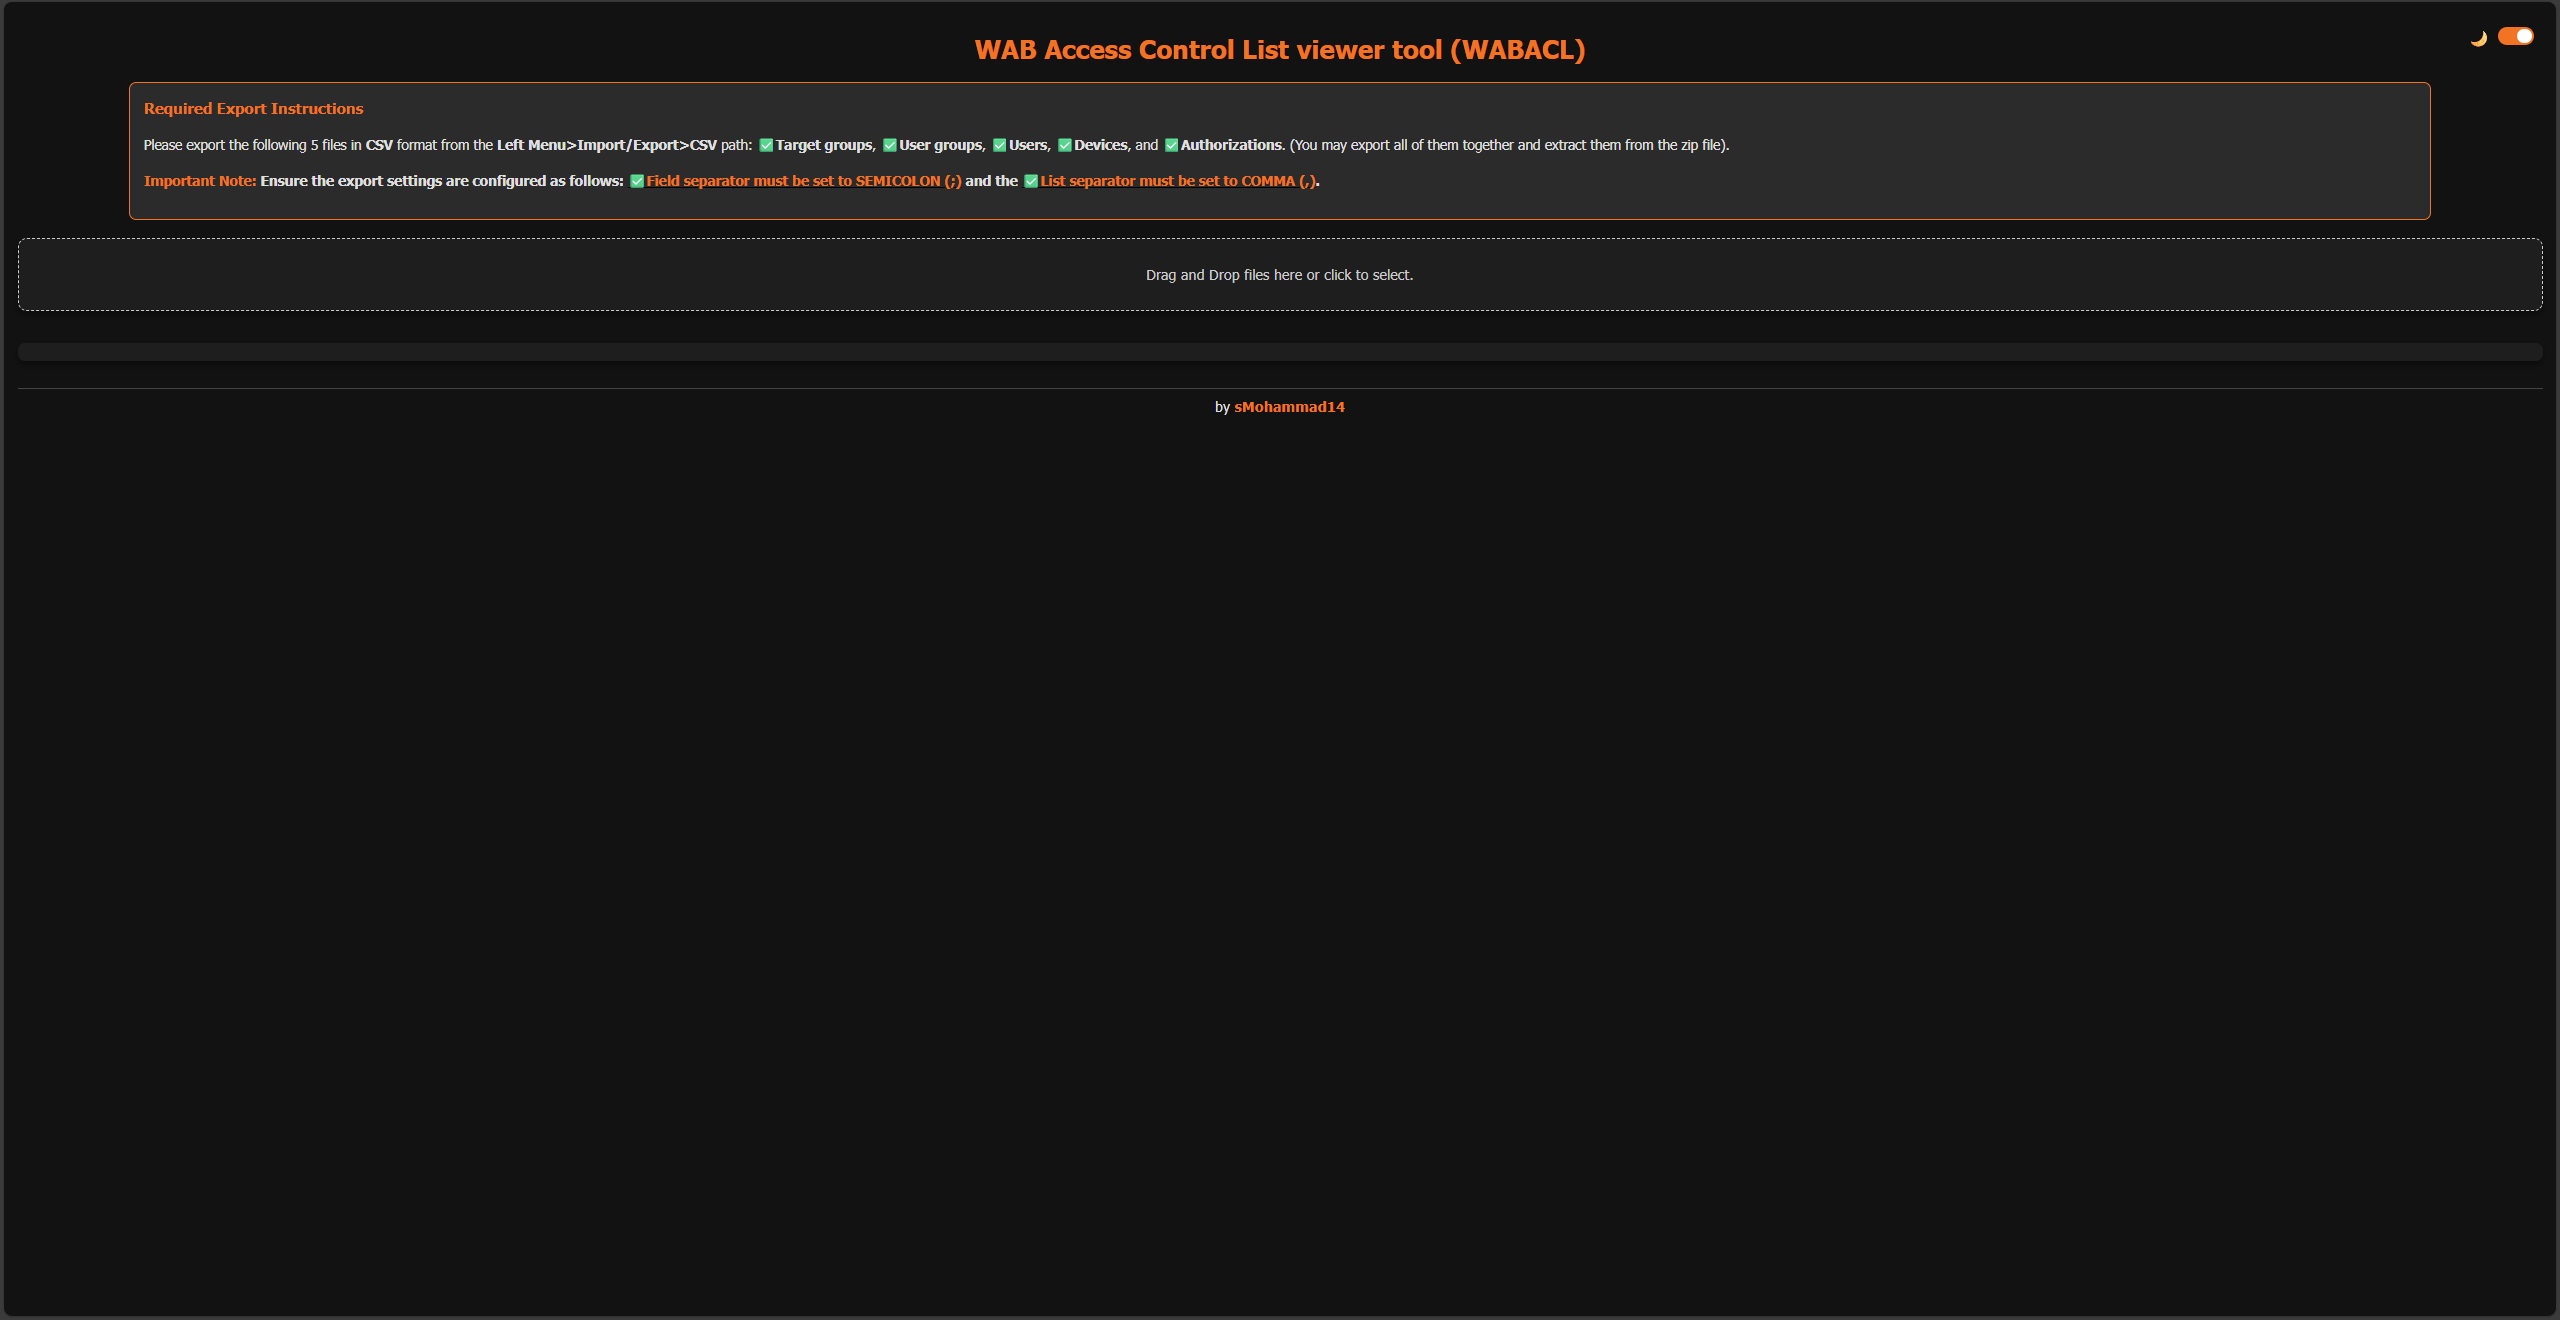 WAB Access Control List viewer tool (WABACL)
Required Export Instructions
Please export the following 5 files in CSV format from the Left Menu>Import/Export>CSV path: ✅Target groups, ✅User groups, ✅Users, ✅Devices, and ✅Authorizations. (You may export all of them together and extract them from the zip file).
Important Note: Ensure the export settings are configured as follows: ✅Field separator must be set to SEMICOLON (;) and the ✅List separator must be set to COMMA (,).
Drag and Drop files here or click to select.
by sMohammad14